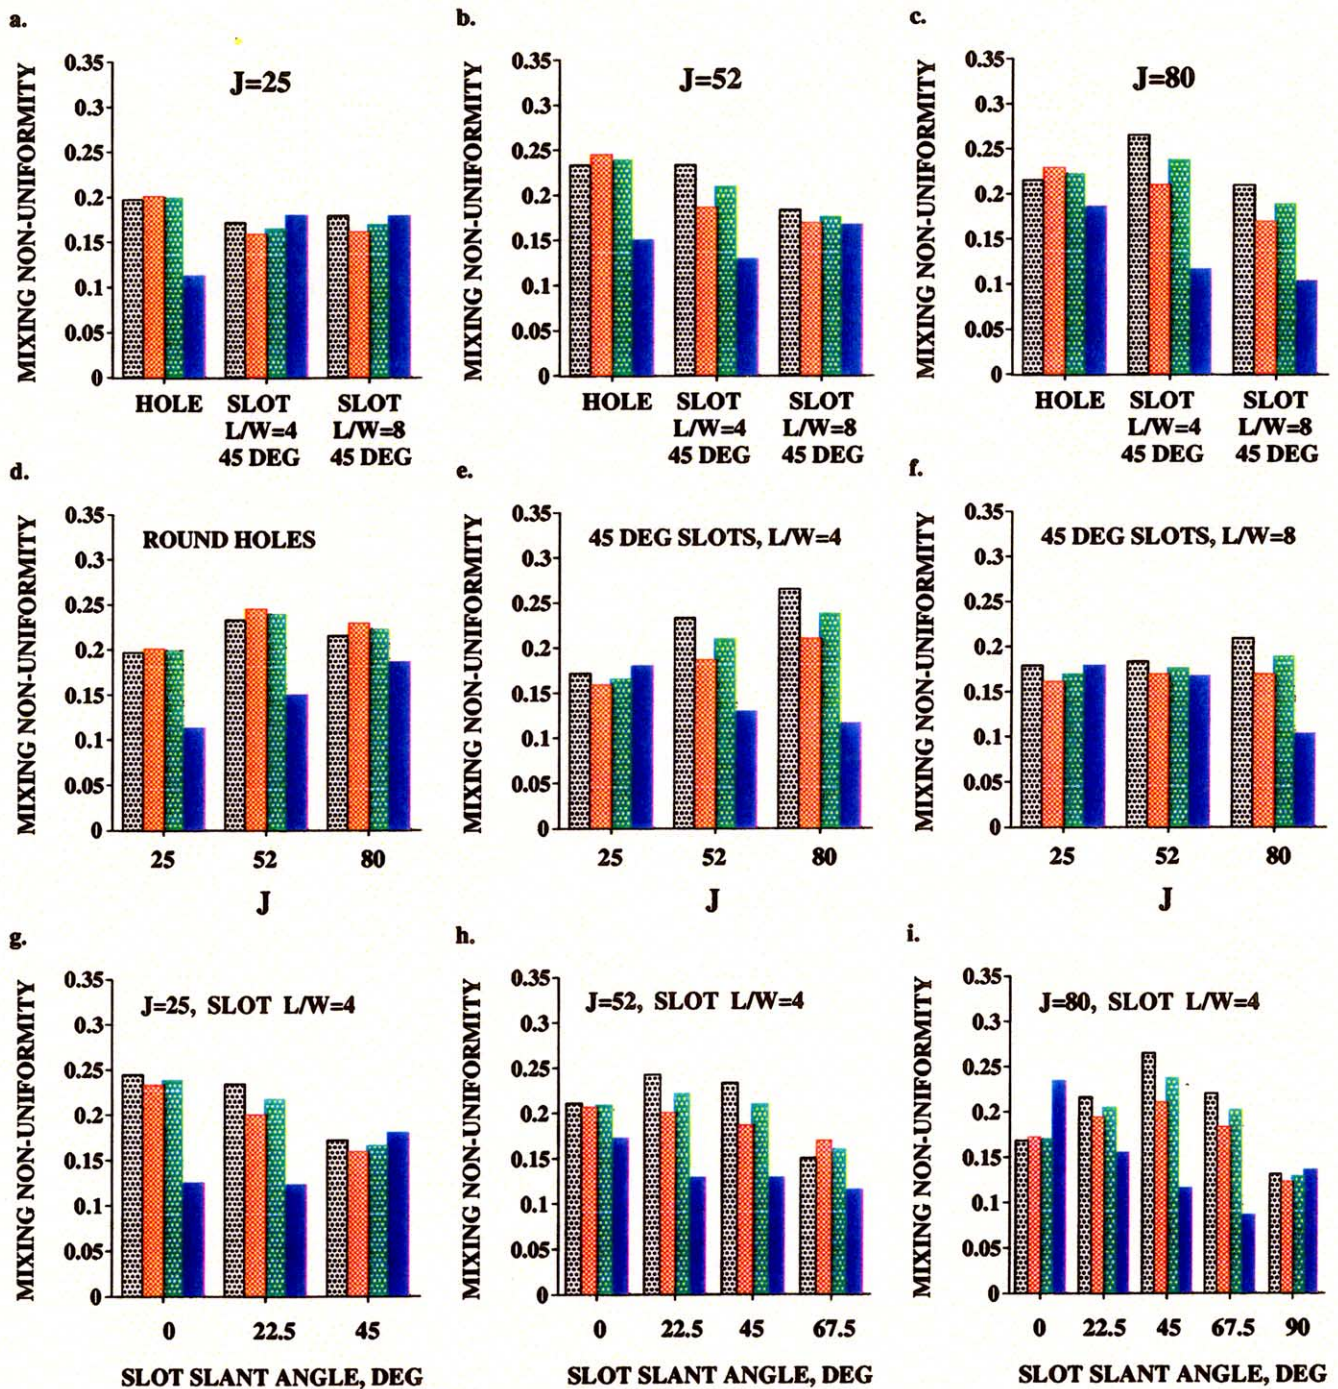 a.
MIXING NON-UNIFORMITY
0.35
0.3
0.25
0.2
0.15
0.1
0.05
0
J=25
HOLE
SLOT
L/W=4
45 DEG
SLOT
L/W=8
45 DEG
b.
MIXING NON-UNIFORMITY
0.35
0.3
0.25
0.2
0.15
0.1
0.05
0
J=52
HOLE
SLOT
L/W=4
45 DEG
SLOT
L/W=8
45 DEG
c.
MIXING NON-UNIFORMITY
0.35
0.3
0.25
0.2
0.15
0.1
0.05
0
J=80
HOLE
SLOT
L/W=4
45 DEG
SLOT
L/W=8
45 DEG
d.
MIXING NON-UNIFORMITY
0.35
0.3
0.25
0.2
0.15
0.1
0.05
0
ROUND HOLES
25 52 80
J
e.
MIXING NON-UNIFORMITY
0.35
0.3
0.25
0.2
0.15
0.1
0.05
0
45 DEG SLOTS, L/W=4
25 52 80
J
f.
MIXING NON-UNIFORMITY
0.35
0.3
0.25
0.2
0.15
0.1
0.05
0
45 DEG SLOTS, L/W=8
25 52 80
J
g.
MIXING NON-UNIFORMITY
0.35
0.3
0.25
0.2
0.15
0.1
0.05
0
J=25, SLOT L/W=4
0 22.5 45
SLOT SLANT ANGLE, DEG
h.
MIXING NON-UNIFORMITY
0.35
0.3
0.25
0.2
0.15
0.1
0.05
0
J=52, SLOT L/W=4
0 22.5 45 67.5
SLOT SLANT ANGLE, DEG
i.
MIXING NON-UNIFORMITY
0.35
0.3
0.25
0.2
0.15
0.1
0.05
0
J=80, SLOT L/W=4
0 22.5 45 67.5 90
SLOT SLANT ANGLE, DEG